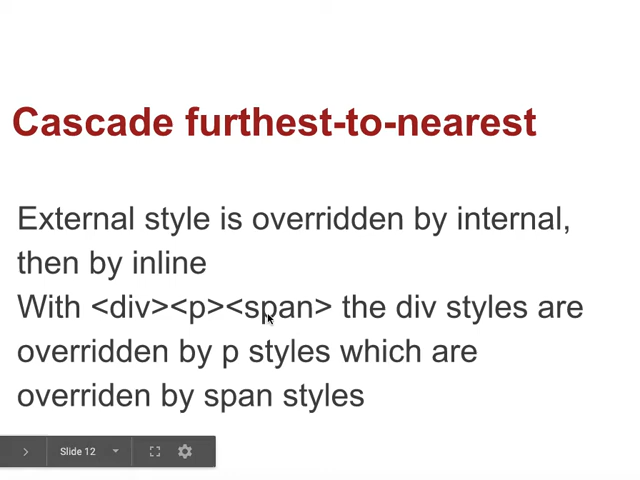 Cascade furthest-to-nearest
External style is overridden by internal,
then by inline
With <div><p><span> the div styles are
overridden by p styles which are
overriden by span styles
Slide 12